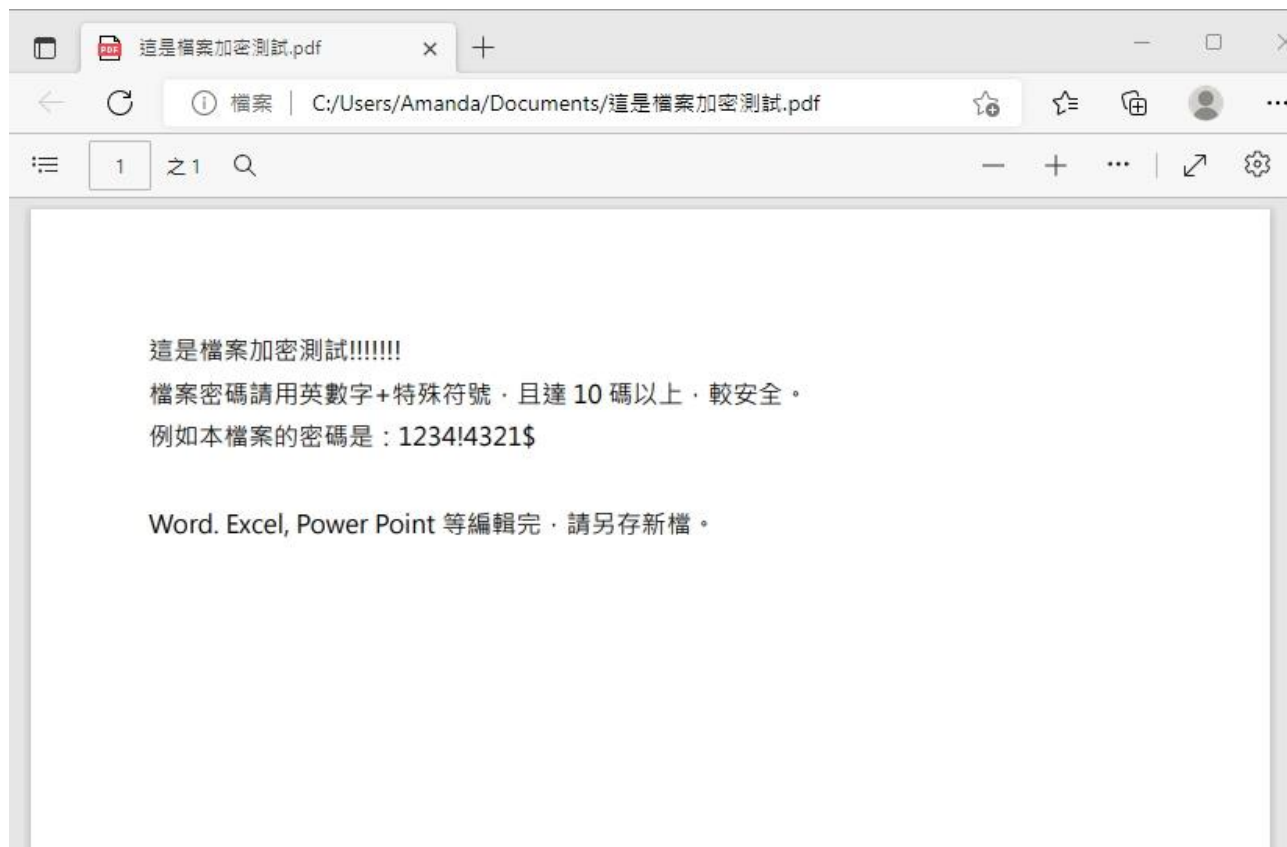 這是檔案加密測試.pdf
檔案 | C:/Users/Amanda/Documents/這是檔案加密測試.pdf
1 之 1
這是檔案加密測試!!!!!!!
檔案密碼請用英數字+特殊符號，且達 10 碼以上，較安全。
例如本檔案的密碼是：1234!4321$
Word. Excel, Power Point 等編輯完，請另存新檔。